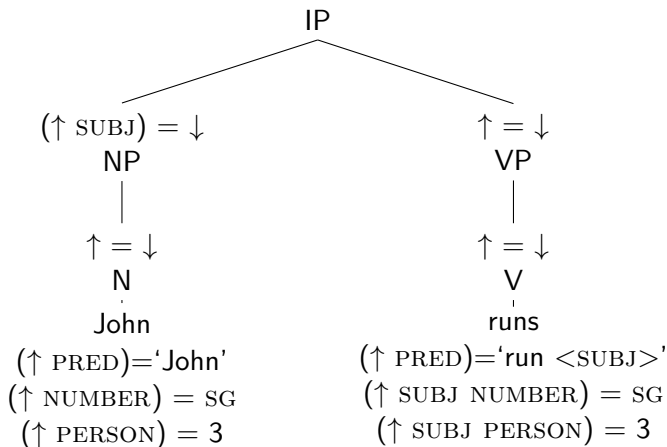 IP
(↑ SUBJ) = ↓ ↑ = ↓
NP VP
↑ = ↓ ↑ = ↓
N V
John runs
(↑ PRED)=‘John’ (↑ PRED)=‘run <SUBJ>’
(↑ NUMBER) = SG (↑ SUBJ NUMBER) = SG
(↑ PERSON) = 3 (↑ SUBJ PERSON) = 3